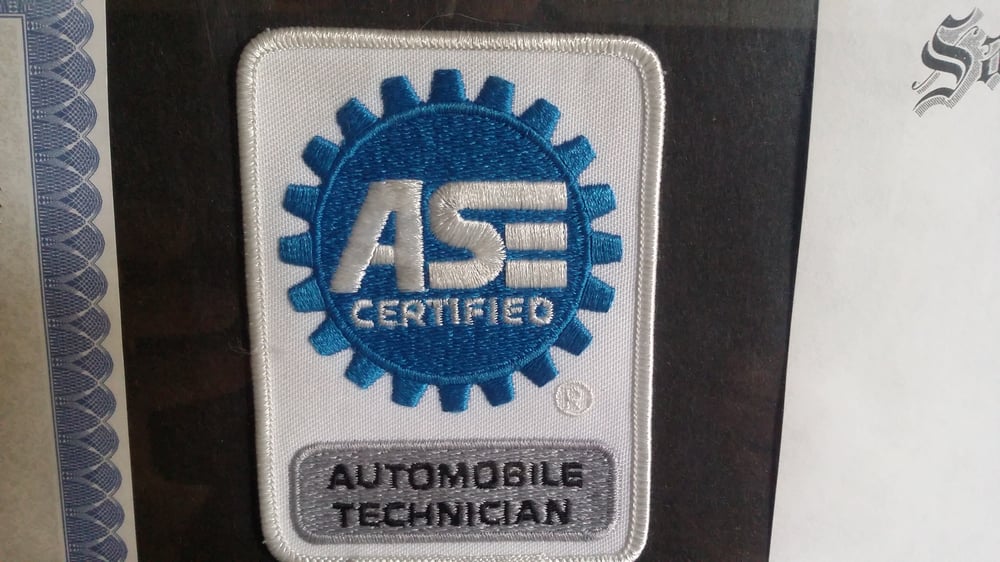 ASE
CERTIFIED
®
AUTOMOBILE
TECHNICIAN